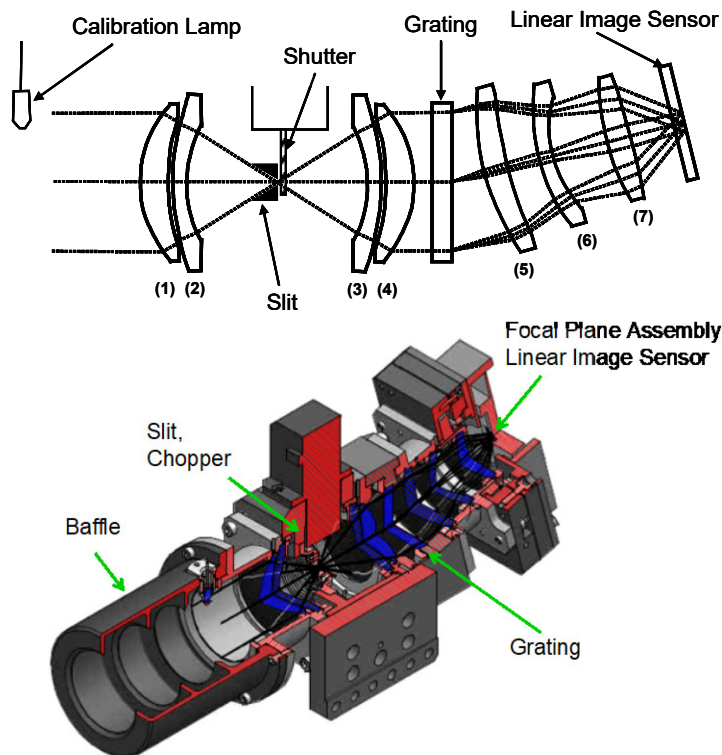 Calibration Lamp
Shutter
Grating
Linear Image Sensor
(1)
(2)
Slit
(3)
(4)
(5)
(6)
(7)
Focal Plane Assembly
Linear Image Sensor
Slit,
Chopper
Baffle
Grating